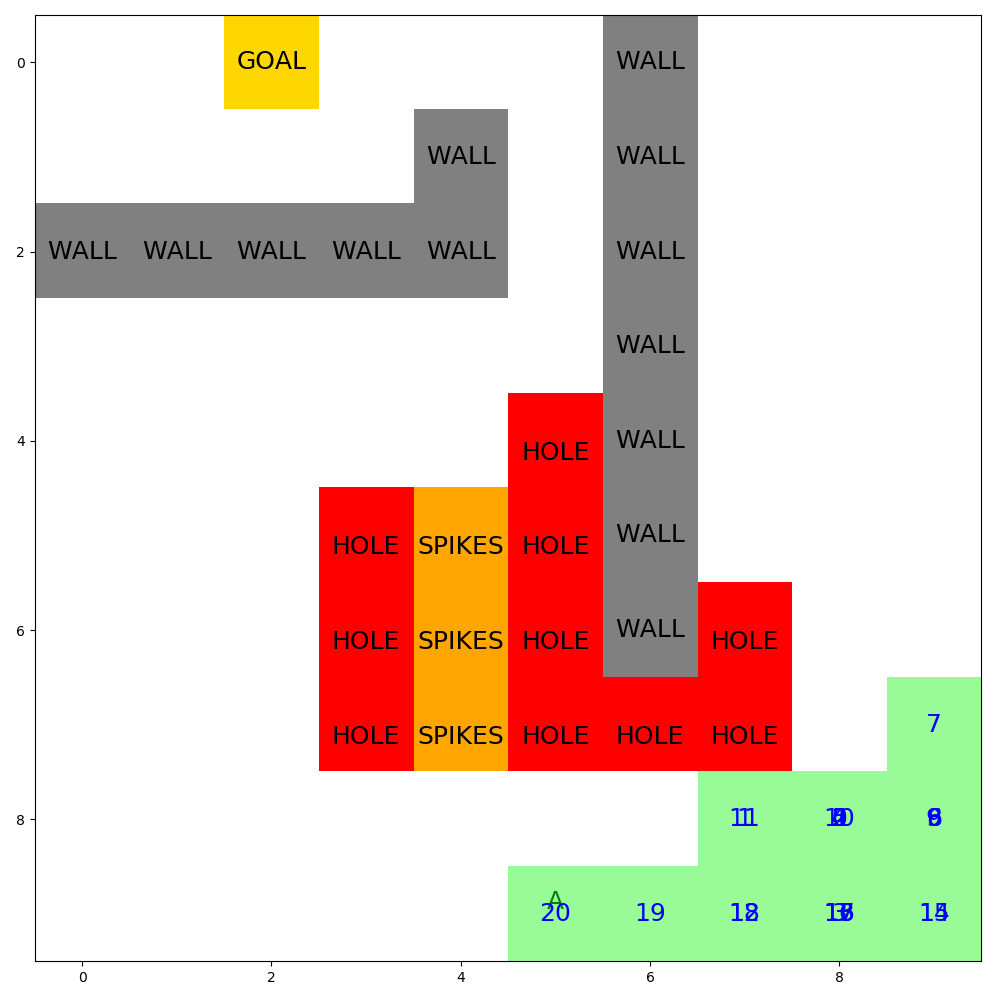 0 GOAL WALL
WALL WALL
2 WALL WALL WALL WALL WALL WALL
WALL
4 HOLE WALL
HOLE SPIKES HOLE WALL
6 HOLE SPIKES HOLE WALL HOLE
HOLE SPIKES HOLE HOLE HOLE
7
8 11
A
20 19
0 2 4 6 8